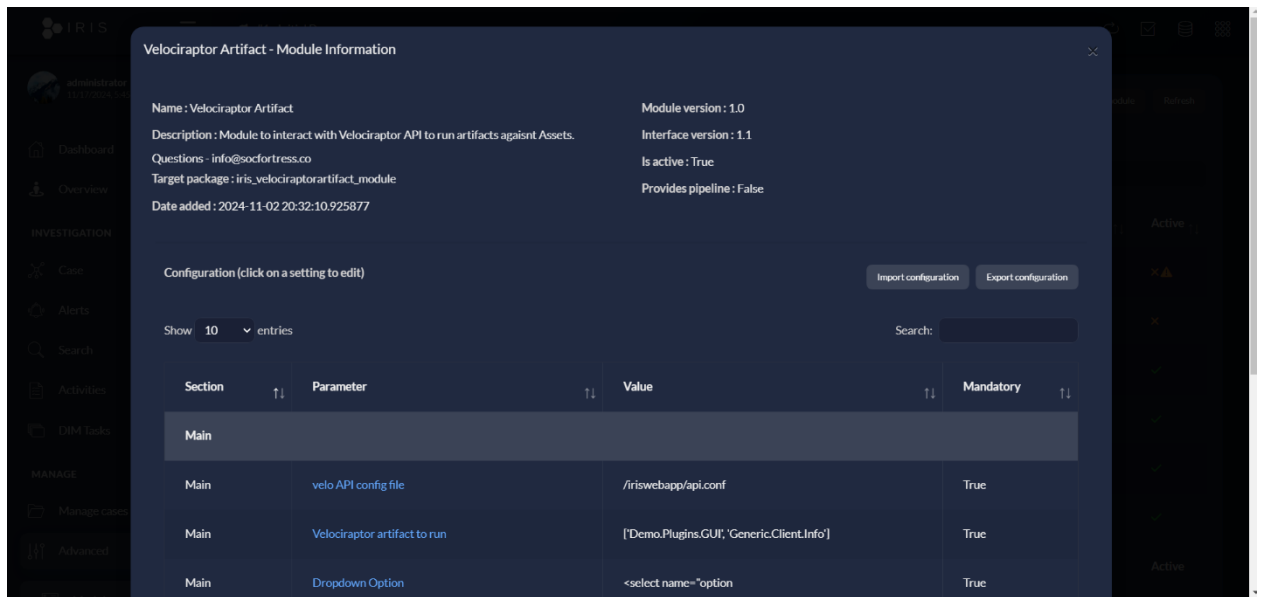 IRIS
Velociraptor Artifact - Module Information
×
administrator
Name : Velociraptor Artifact
Module version : 1.0
Description : Module to interact with Velociraptor API to run artifacts agaisnt Assets.
Interface version : 1.1
Questions - info@socfortress.co
Is active : True
Target package : iris_velociraptorartifact_module
Provides pipeline : False
Date added : 2024-11-02 20:32:10.925877
Refresh
Dashboard
Overview
INVESTIGATION
Active
Configuration (click on a setting to edit)
Import configuration
Export configuration
Case
Alerts
Show 10 entries
Search:
Search
Section
Parameter
Value
Mandatory
Activities
Main
DIM Tasks
MANAGE
Main
velo API config file
/iriswebapp/api.conf
True
Manage cases
Main
Velociraptor artifact to run
['Demo.Plugins.GUI', 'Generic.Client.Info']
True
Advanced
Active
Main
Dropdown Option
<select name="option
True